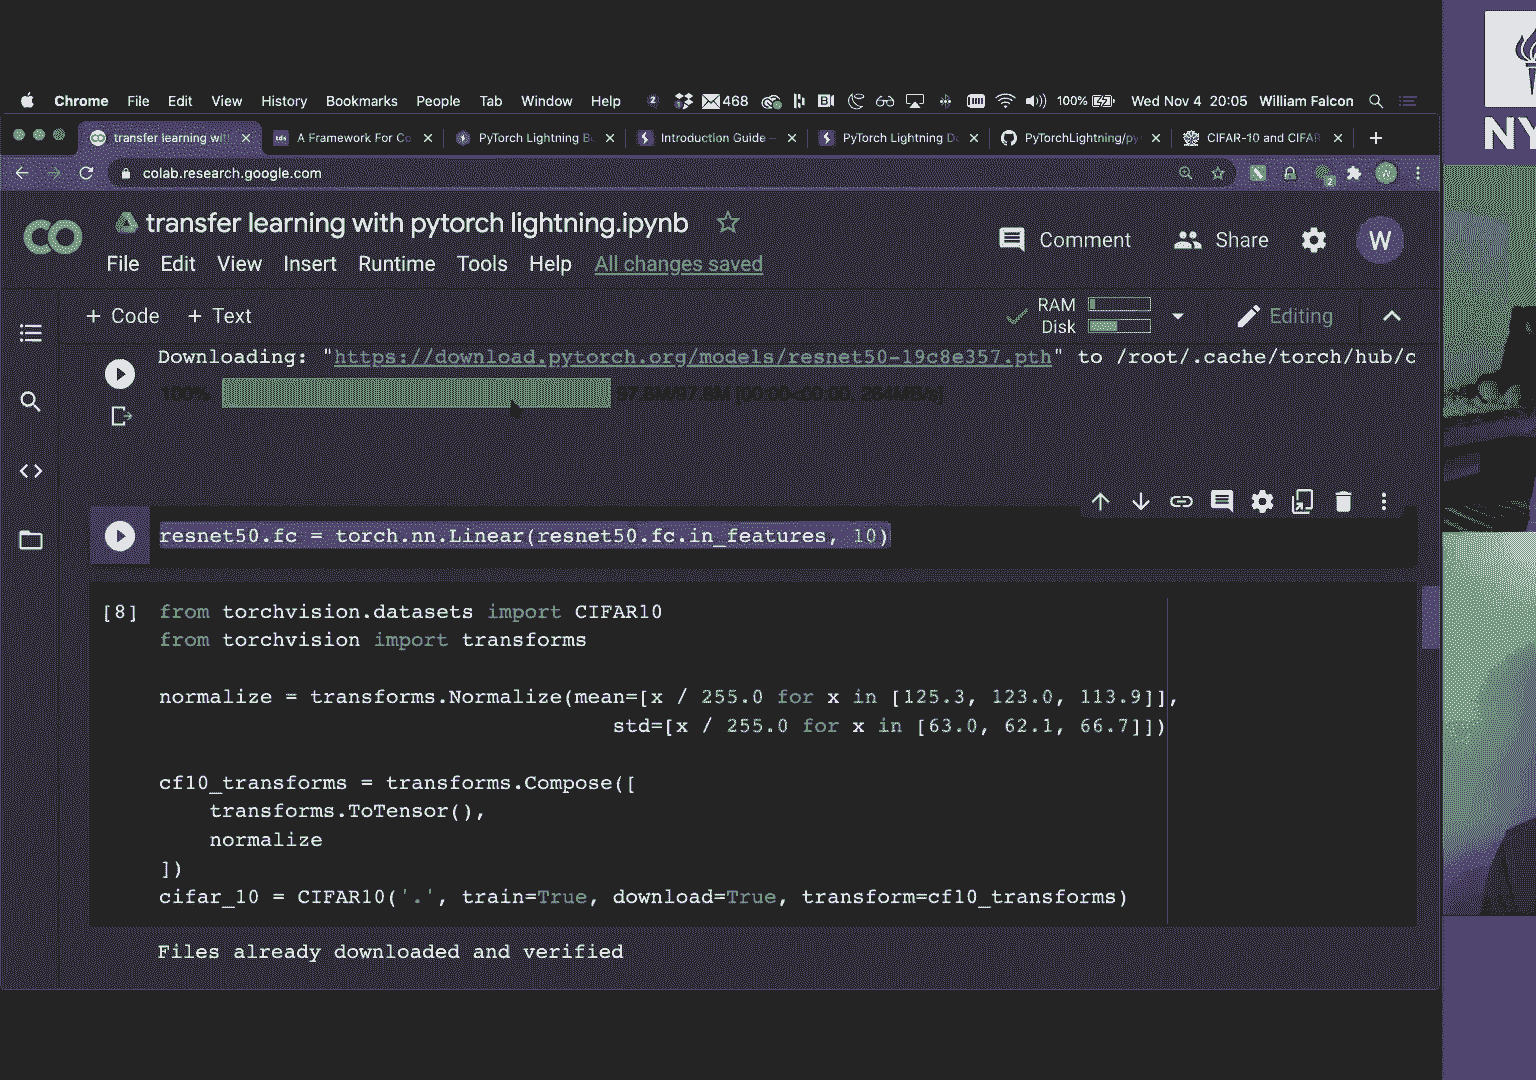 Chrome File Edit View History Bookmarks People Tab Window Help 2 468 100% Wed Nov 4 20:05 William Falcon
transfer learning wit
A Framework For Co
PyTorch Lightning B
Introduction Guide –
PyTorch Lightning D
PyTorchLightning/py
CIFAR-10 and CIFAR
colab.research.google.com
2
CO
transfer learning with pytorch lightning.ipynb
Comment Share W
File Edit View Insert Runtime Tools Help All changes saved
+ Code + Text
RAM
Disk
Editing
Downloading: "https://download.pytorch.org/models/resnet50-19c8e357.pth" to /root/.cache/torch/hub/c
100%
resnet50.fc = torch.nn.Linear(resnet50.fc.in_features, 10)
[8] from torchvision.datasets import CIFAR10
from torchvision import transforms
normalize = transforms.Normalize(mean=[x / 255.0 for x in [125.3, 123.0, 113.9]],
std=[x / 255.0 for x in [63.0, 62.1, 66.7]])
cf10_transforms = transforms.Compose([
transforms.ToTensor(),
normalize
])
cifar_10 = CIFAR10('.', train=True, download=True, transform=cf10_transforms)
Files already downloaded and verified
NY